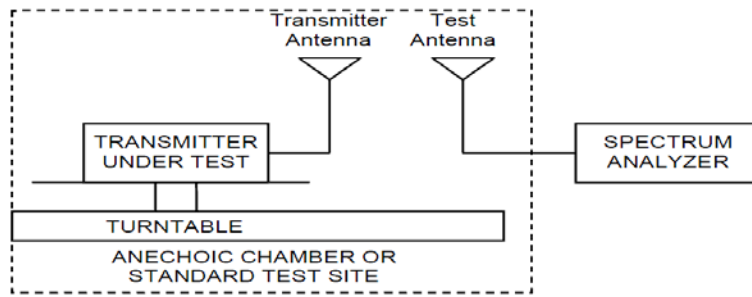 Transmitter
Antenna
Test
Antenna
TRANSMITTER
UNDER TEST
SPECTRUM
ANALYZER
TURNTABLE
ANECHOIC CHAMBER OR
STANDARD TEST SITE